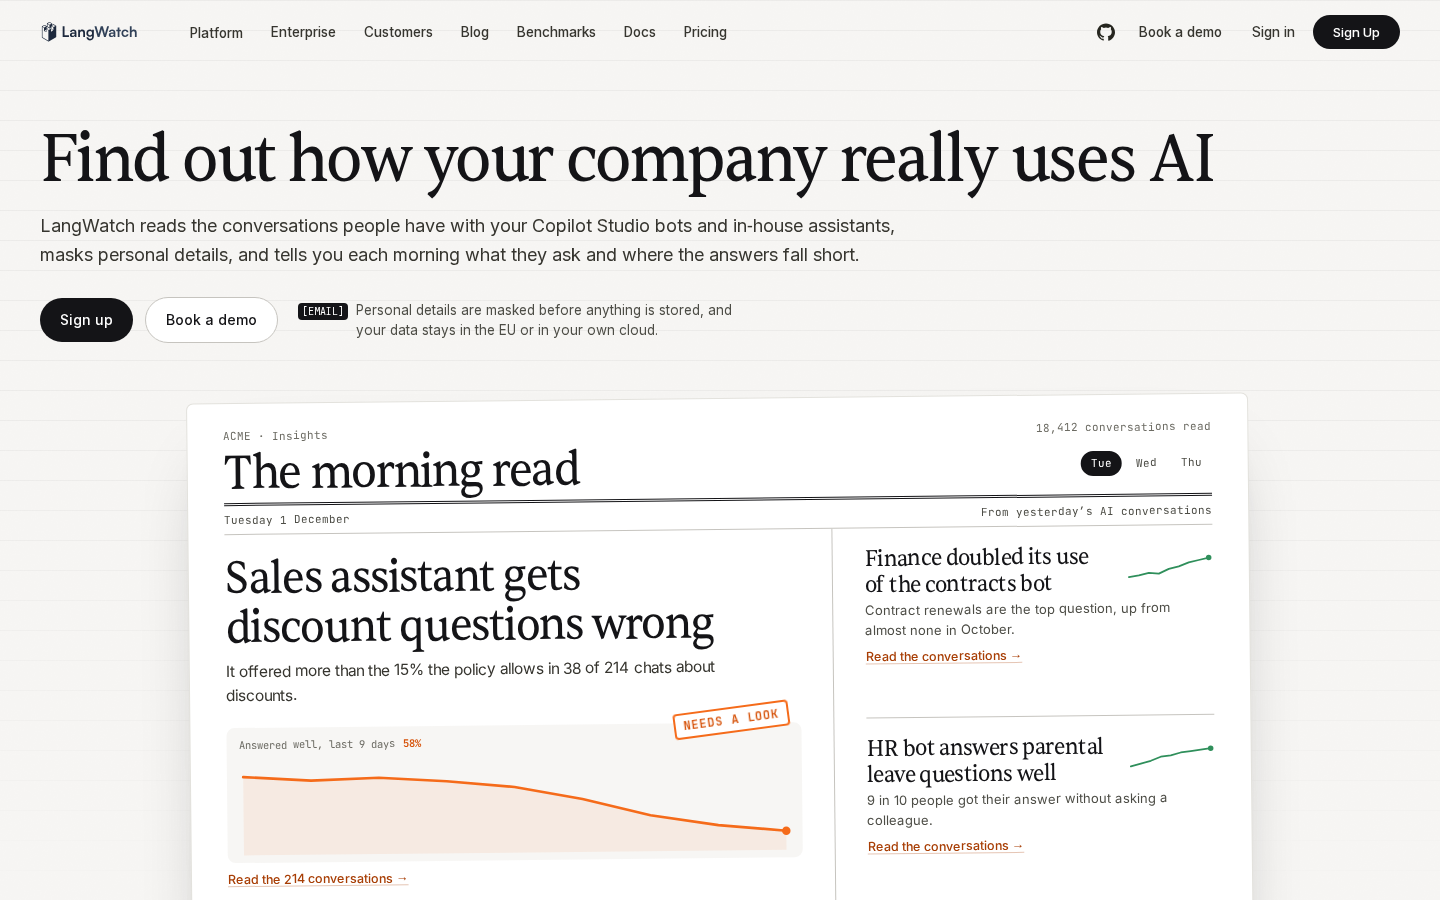 LangWatch
Platform
Enterprise
Customers
Blog
Benchmarks
Docs
Pricing
Book a demo
Sign in
Sign Up
Find out how your company really uses AI
LangWatch reads the conversations people have with your Copilot Studio bots and in-house assistants,
masks personal details, and tells you each morning what they ask and where the answers fall short.
Sign up
Book a demo
[EMAIL]
Personal details are masked before anything is stored, and
your data stays in the EU or in your own cloud.
ACME · Insights
18,412 conversations read
The morning read
Tue
Wed
Thu
Tuesday 1 December
From yesterday's AI conversations
Sales assistant gets
discount questions wrong
It offered more than the 15% the policy allows in 38 of 214 chats about
discounts.
NEEDS A LOOK
Answered well, last 9 days 58%
Read the 214 conversations →
Finance doubled its use
of the contracts bot
Contract renewals are the top question, up from
almost none in October.
Read the conversations →
HR bot answers parental
leave questions well
9 in 10 people got their answer without asking a
colleague.
Read the conversations →